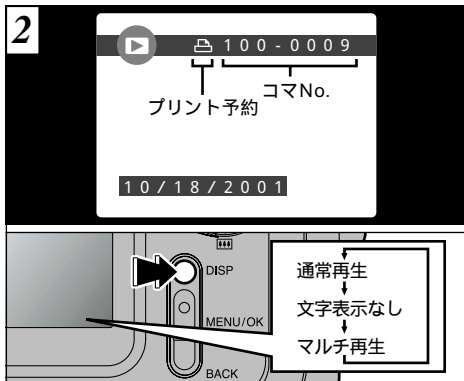 2
100-0009
プリント予約
コマNo.
10/18/2001
DISP
MENU/OK
BACK
通常再生
文字表示なし
マルチ再生